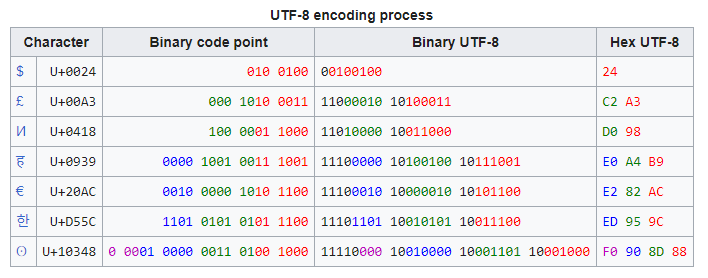 UTF-8 encoding process
Character Binary code point Binary UTF-8 Hex UTF-8
$ U+0024 010 0100 00100100 24
£ U+00A3 000 1010 0011 11000010 10100011 C2 A3
И U+0418 100 0001 1000 11010000 10011000 D0 98
ह U+0939 0000 1001 0011 1001 11100000 10100100 10111001 E0 A4 B9
€ U+20AC 0010 0000 1010 1100 11100010 10000010 10101100 E2 82 AC
한 U+D55C 1101 0101 0101 1100 11101101 10010101 10011100 ED 95 9C
𐍈 U+10348 0 0001 0000 0011 0100 1000 11110000 10010000 10001101 10001000 F0 90 8D 88